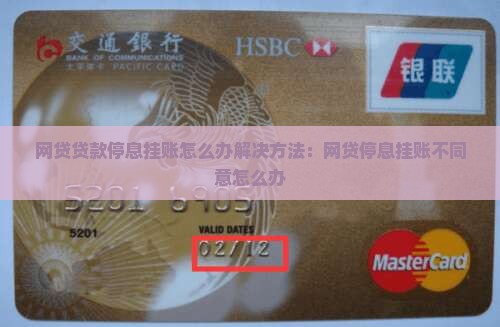 交通銀行
BANK OF COMMUNICATIONS
太平洋卡 PACIFIC CARD
HSBC
银联
网贷贷款停息挂账怎么办解决方法：网贷停息挂账不同
意怎么办
5201
5201
VALID DATES
02/12
MasterCard